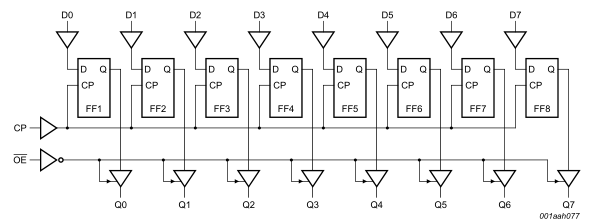 D0 D1 D2 D3 D4 D5 D6 D7
D Q D Q D Q D Q D Q D Q D Q D Q
CP CP CP CP CP CP CP CP
FF1 FF2 FF3 FF4 FF5 FF6 FF7 FF8
CP
OE
Q0 Q1 Q2 Q3 Q4 Q5 Q6 Q7
001aah077